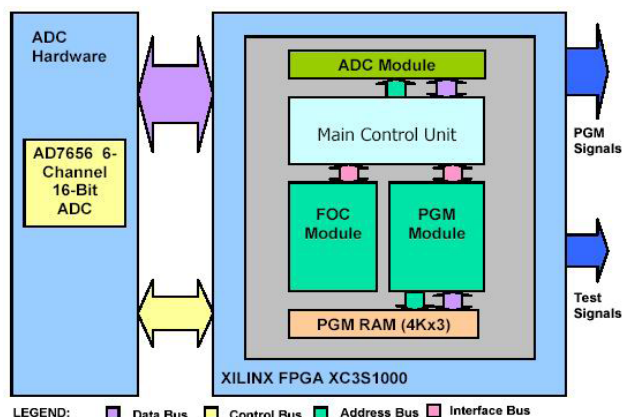 ADC
Hardware
AD7656 6-
Channel
16-Bit
ADC
ADC Module
Main Control Unit
FOC
Module
PGM
Module
PGM RAM (4Kx3)
XILINX FPGA XC3S1000
PGM
Signals
Test
Signals
LEGEND: Data Bus Control Bus Address Bus Interface Bus